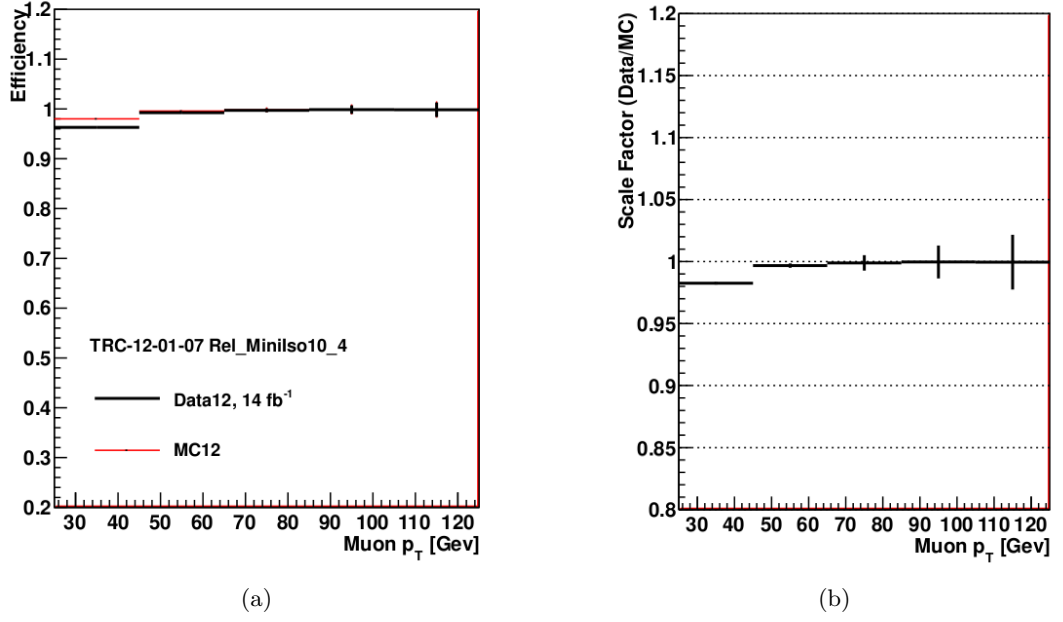 Efficiency
1.2
1.1
1
0.9
0.8
0.7
0.6
0.5
0.4
0.3
0.2
TRC-12-01-07 Rel_MiniIso10_4
Data12, 14 fb⁻¹
MC12
30 40 50 60 70 80 90 100 110 120
Muon p_T [Gev]
(a)
Scale Factor (Data/MC)
1.2
1.15
1.1
1.05
1
0.95
0.9
0.85
0.8
30 40 50 60 70 80 90 100 110 120
Muon p_T [Gev]
(b)